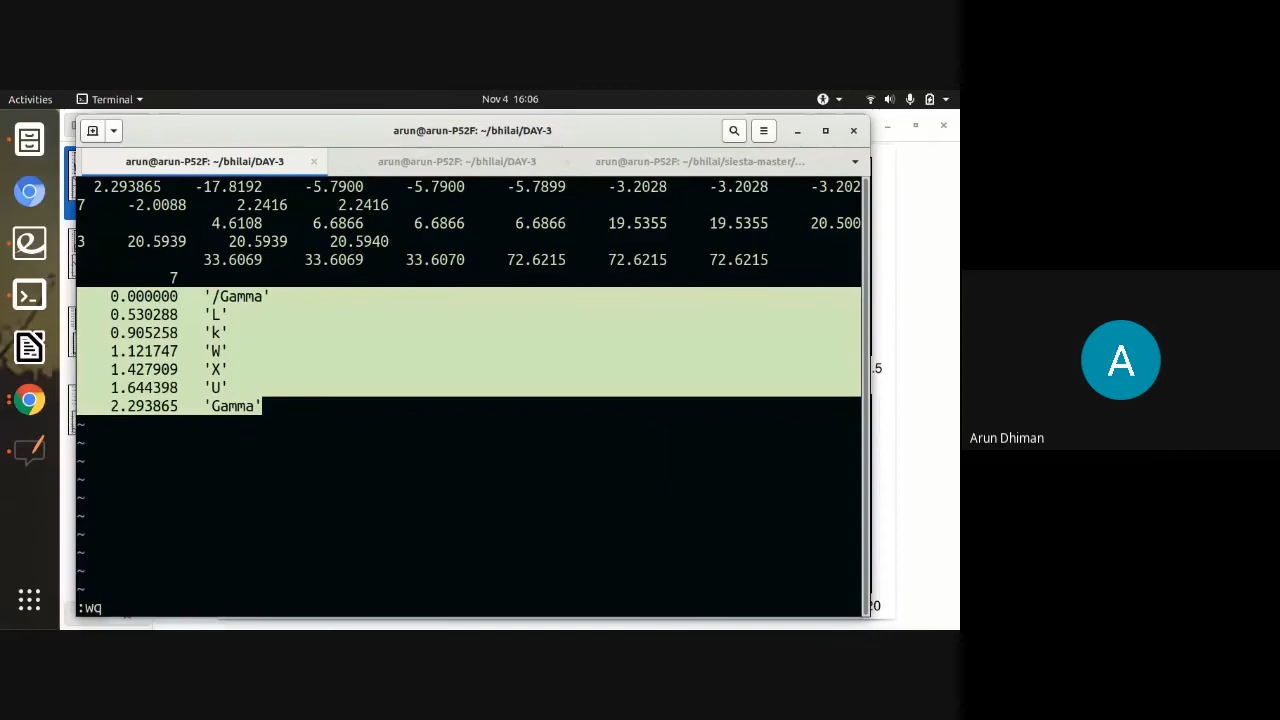 Activities Terminal Nov 4 16:06
arun@arun-P52F: ~/bhilai/DAY-3
arun@arun-P52F: ~/bhilai/DAY-3 arun@arun-P52F: ~/bhilai/DAY-3 arun@arun-P52F: ~/bhilai/siesta-master/...
2.293865 -17.8192 -5.7900 -5.7900 -5.7899 -3.2028 -3.2028 -3.202
7 -2.0088 2.2416 2.2416
4.6108 6.6866 6.6866 6.6866 19.5355 19.5355 20.500
3 20.5939 20.5939 20.5940
33.6069 33.6069 33.6070 72.6215 72.6215 72.6215
7
0.000000 '/Gamma'
0.530288 'L'
0.905258 'k'
1.121747 'W'
1.427909 'X'
1.644398 'U'
2.293865 'Gamma'
~
~
~
~
~
~
~
~
~
~
:wq
.5
20
A
Arun Dhiman